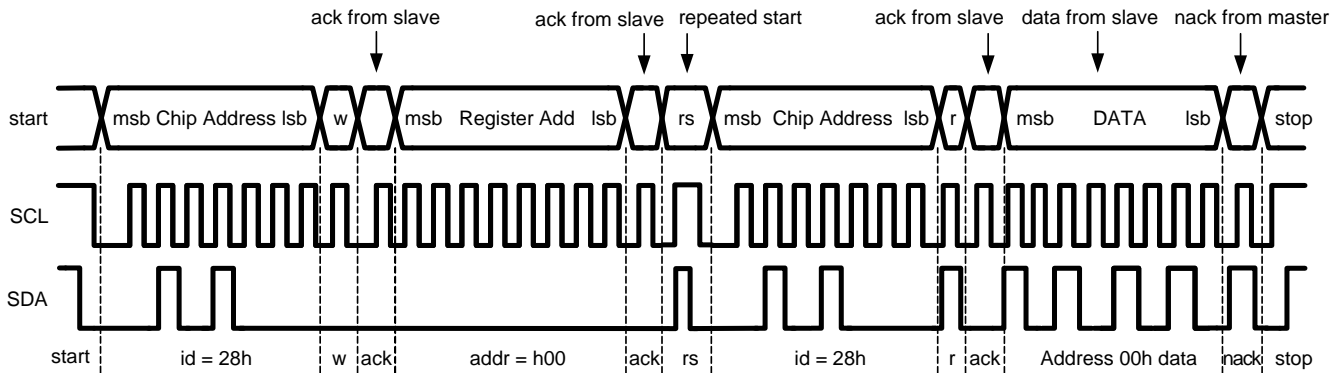 ack from slave ack from slave repeated start ack from slave data from slave nack from master
start msb Chip Address lsb w msb Register Add lsb rs msb Chip Address lsb r msb DATA lsb stop
SCL
SDA
start id = 28h w ack addr = h00 ack rs id = 28h r ack Address 00h data nack stop